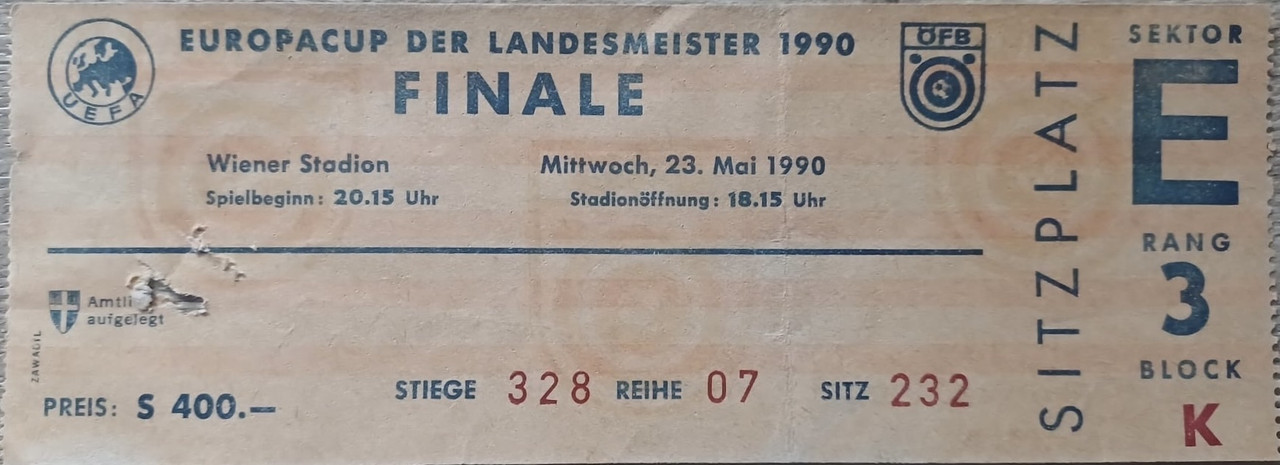 UEFA
EUROPACUP DER LANDESMEISTER 1990
FINALE
ÖFB
Wiener Stadion
Mittwoch, 23. Mai 1990
Spielbeginn: 20.15 Uhr
Stadionöffnung: 18.15 Uhr
aufgelegt
ZAWADIL
PREIS: S 400.—
STIEGE 328 REIHE 07 SITZ 232
SITZPLATZ
SEKTOR
E
RANG
3
BLOCK
K